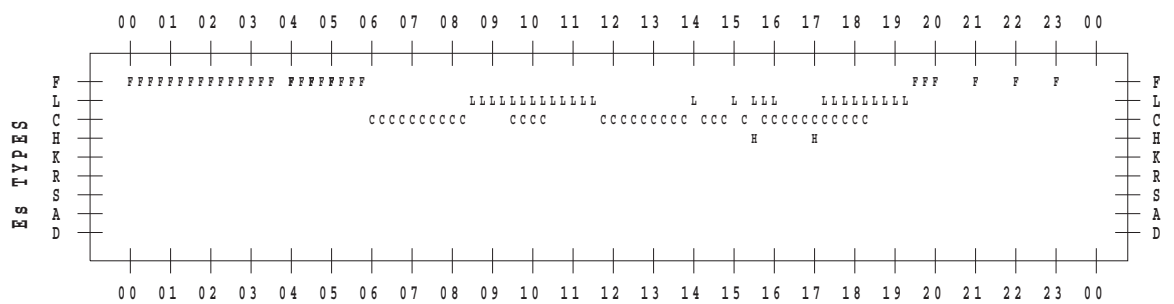 00 01 02 03 04 05 06 07 08 09 10 11 12 13 14 15 16 17 18 19 20 21 22 23 00
F FFFFFFFFFFFFFFF FFFFFFFF FFF F F F F
L LLLLLLLLLLLLL L L LLL LLLLLLLLL L
C CCCCCCCCCC CCCC CCCCCCCCC CCC C CCCCCCCCCCC C
H H H H
K K
R R
S S
A A
D D
Es TYPES
00 01 02 03 04 05 06 07 08 09 10 11 12 13 14 15 16 17 18 19 20 21 22 23 00